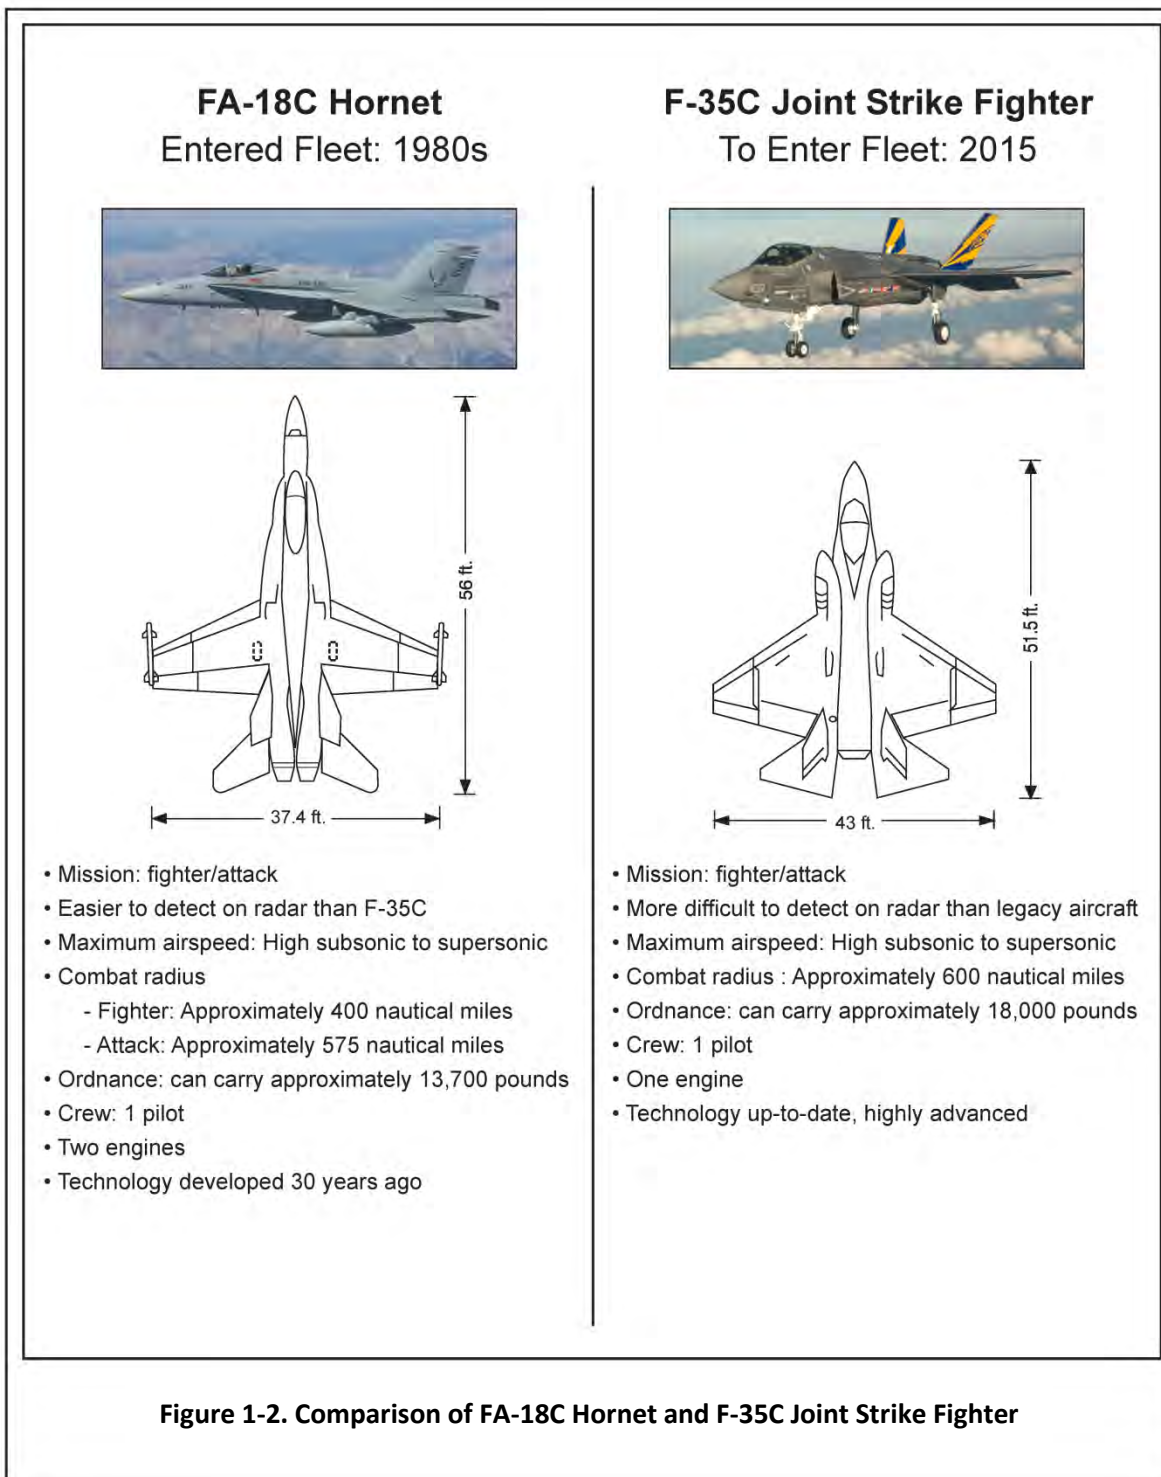 FA-18C Hornet
Entered Fleet: 1980s
56 ft.
37.4 ft.
• Mission: fighter/attack
• Easier to detect on radar than F-35C
• Maximum airspeed: High subsonic to supersonic
• Combat radius
- Fighter: Approximately 400 nautical miles
- Attack: Approximately 575 nautical miles
• Ordnance: can carry approximately 13,700 pounds
• Crew: 1 pilot
• Two engines
• Technology developed 30 years ago
F-35C Joint Strike Fighter
To Enter Fleet: 2015
51.5 ft.
43 ft.
• Mission: fighter/attack
• More difficult to detect on radar than legacy aircraft
• Maximum airspeed: High subsonic to supersonic
• Combat radius : Approximately 600 nautical miles
• Ordnance: can carry approximately 18,000 pounds
• Crew: 1 pilot
• One engine
• Technology up-to-date, highly advanced
Figure 1-2. Comparison of FA-18C Hornet and F-35C Joint Strike Fighter